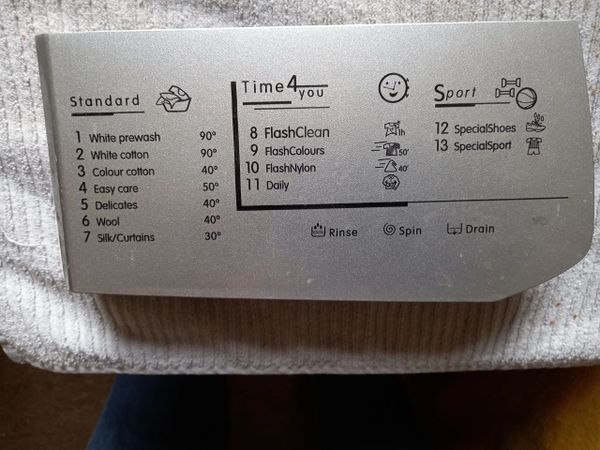 Standard
1 White prewash 90°
2 White cotton 90°
3 Colour cotton 40°
4 Easy care 50°
5 Delicates 40°
6 Wool 40°
7 Silk/Curtains 30°
Time4you
8 FlashClean 1h
9 FlashColours 50'
10 FlashNylon 40'
11 Daily
Sport
12 SpecialShoes
13 SpecialSport
Rinse Spin Drain